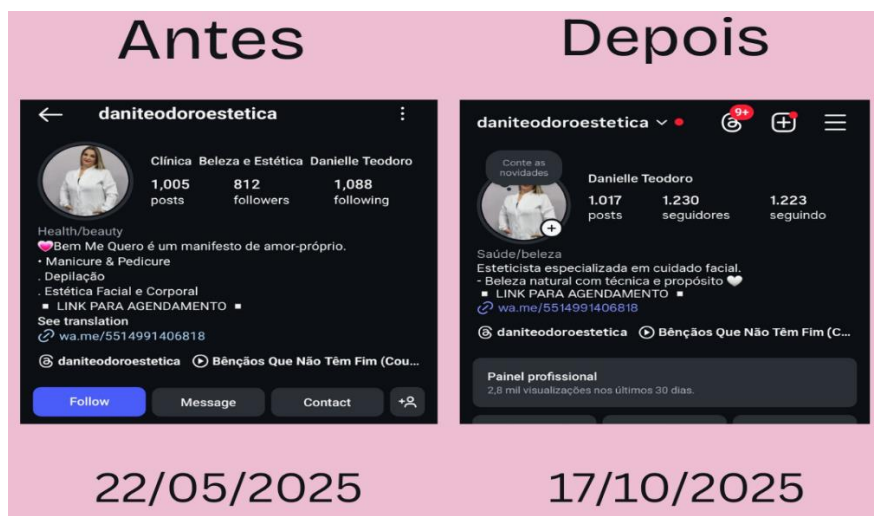 Antes
daniteodoroestetica
Clínica Beleza e Estética Danielle Teodoro
1,005 812 1,088
posts followers following
Health/beauty
💗Bem Me Quero é um manifesto de amor-próprio.
• Manicure & Pedicure
. Depilação
. Estética Facial e Corporal
▪ LINK PARA AGENDAMENTO ▪
See translation
wa.me/5514991406818
daniteodoroestetica Bênçãos Que Não Têm Fim (Cou...
Follow Message Contact
22/05/2025
Depois
daniteodoroestetica 9+
Conte as
novidades
Danielle Teodoro
1.017 1.230 1.223
posts seguidores seguindo
Saúde/beleza
Esteticista especializada em cuidado facial.
- Beleza natural com técnica e propósito 🤍
▪ LINK PARA AGENDAMENTO ▪
wa.me/5514991406818
daniteodoroestetica Bênçãos Que Não Têm Fim (C...
Painel profissional
2,8 mil visualizações nos últimos 30 dias.
17/10/2025